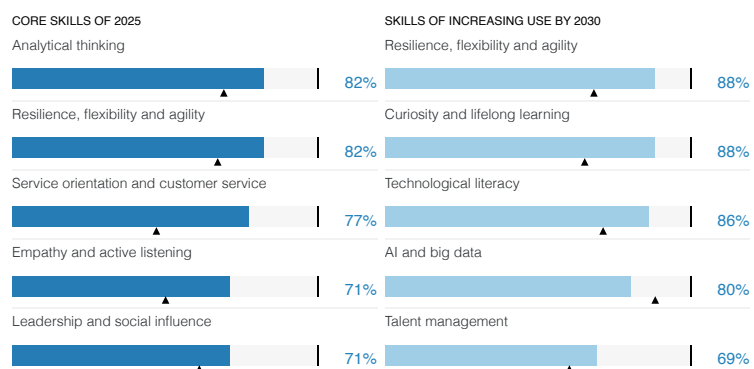 CORE SKILLS OF 2025
Analytical thinking
82%
Resilience, flexibility and agility
82%
Service orientation and customer service
77%
Empathy and active listening
71%
Leadership and social influence
71%
SKILLS OF INCREASING USE BY 2030
Resilience, flexibility and agility
88%
Curiosity and lifelong learning
88%
Technological literacy
86%
AI and big data
80%
Talent management
69%